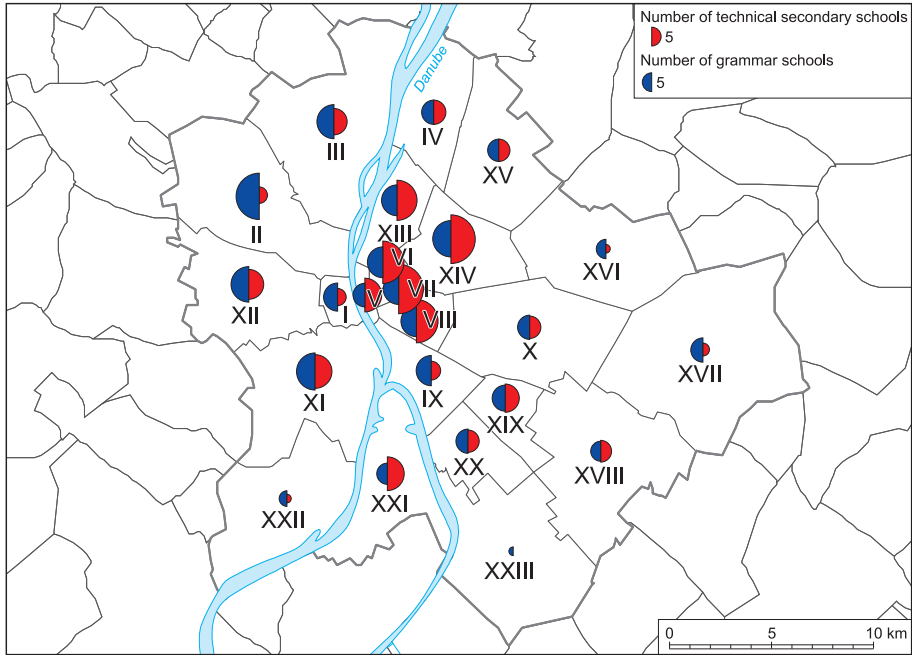 Number of technical secondary schools
5
Number of grammar schools
5
Danube
III
IV
XV
II
XIII
XIV
XVI
VI
XII
I
V
VII
VIII
X
XVII
XI
IX
XIX
XX
XVIII
XXI
XXII
XXIII
0 5 10 km